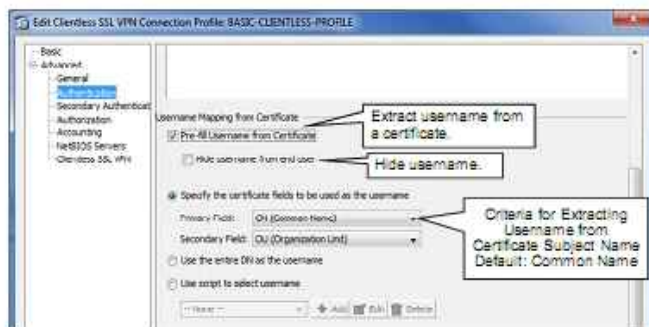 Edit Clientless SSL VPN Connection Profile: BASIC-CLIENTLESS-PROFILE
Basic
Advanced
General
Authentication
Secondary Authenticat
Authorization
Accounting
NetBIOS Servers
Clientless SSL VPN
Username Mapping from Certificate
Pre-fill Username from Certificate
Extract username from
a certificate.
Hide username from end user
Hide username.
Specify the certificate fields to be used as the username
Primary Field: CN (Common Name)
Secondary Field: OU (Organization Unit)
Criteria for Extracting
Username from
Certificate Subject Name
Default: Common Name
Use the entire DN as the username
Use script to select username
-- None --
Add
Edit
Delete